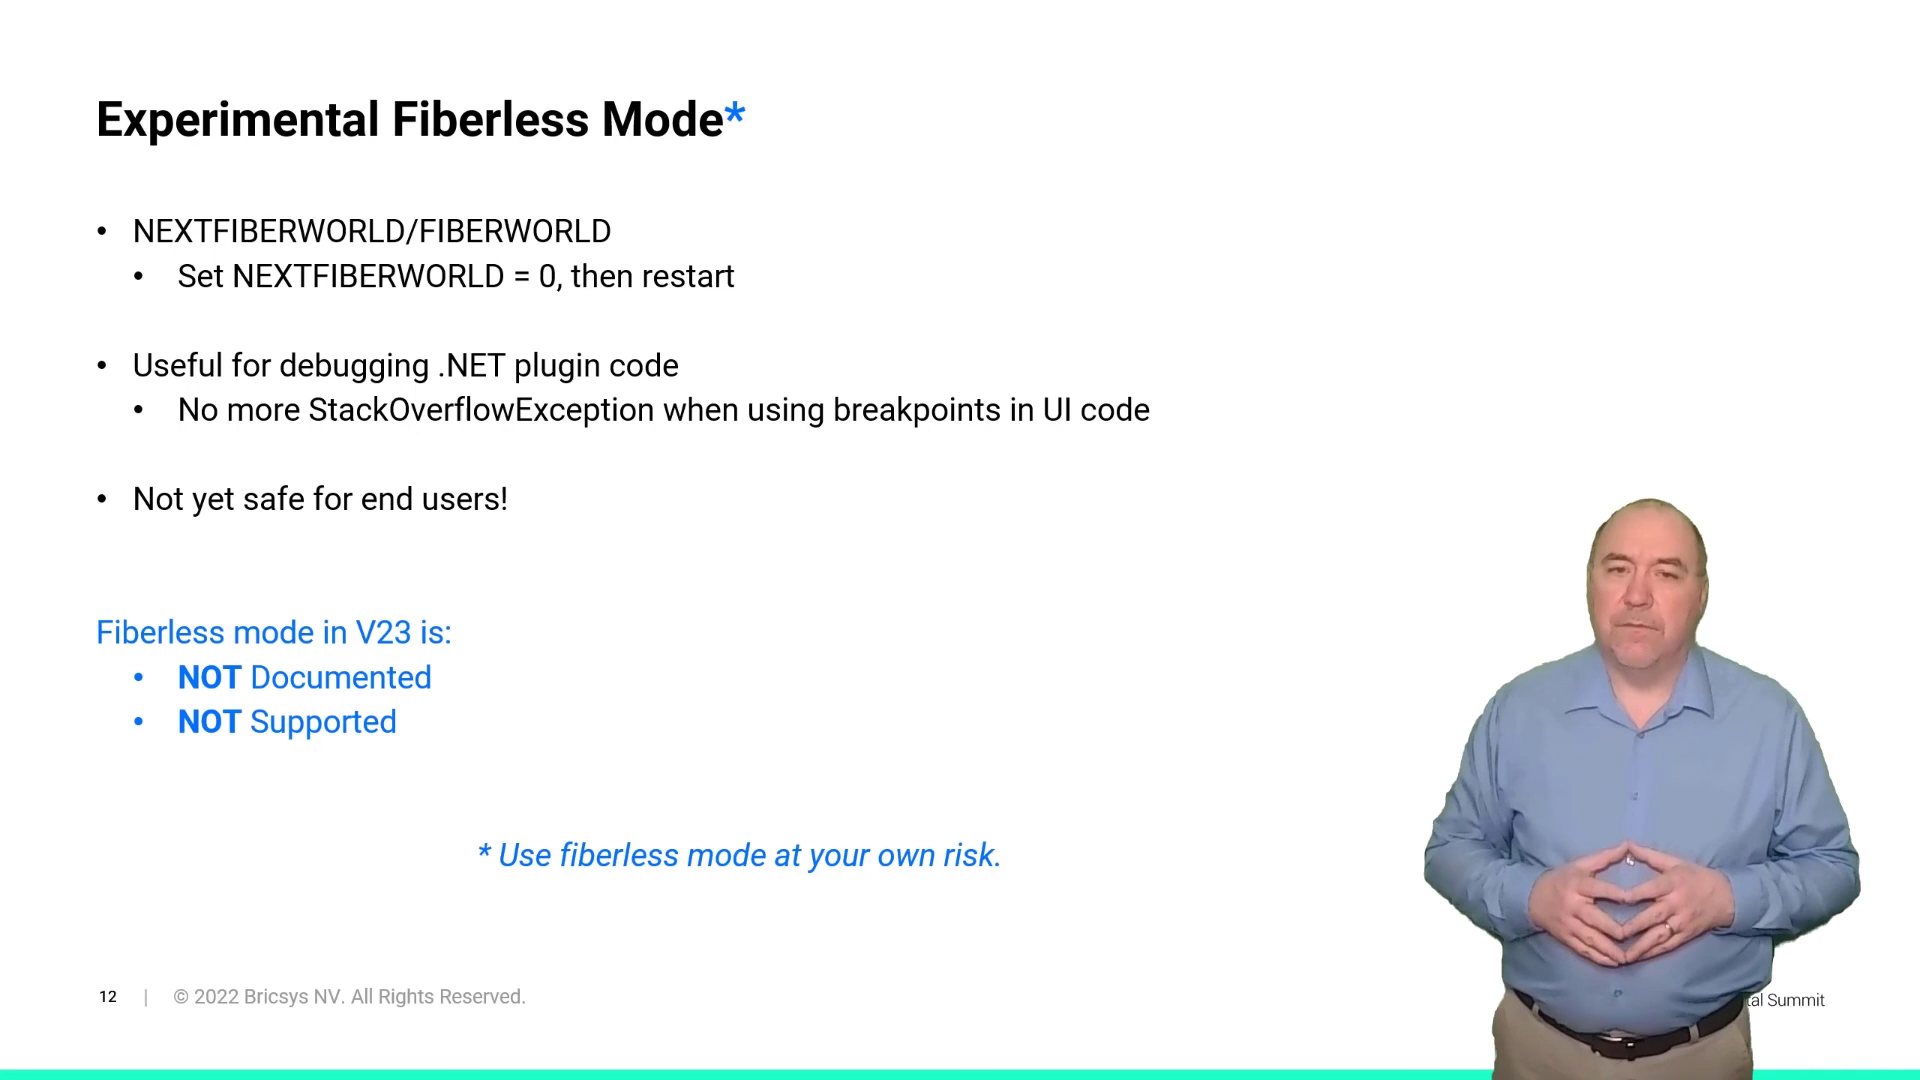 Experimental Fiberless Mode*
• NEXTFIBERWORLD/FIBERWORLD
• Set NEXTFIBERWORLD = 0, then restart
• Useful for debugging .NET plugin code
• No more StackOverflowException when using breakpoints in UI code
• Not yet safe for end users!
Fiberless mode in V23 is:
• NOT Documented
• NOT Supported
* Use fiberless mode at your own risk.
12 | © 2022 Bricsys NV. All Rights Reserved.
Summit